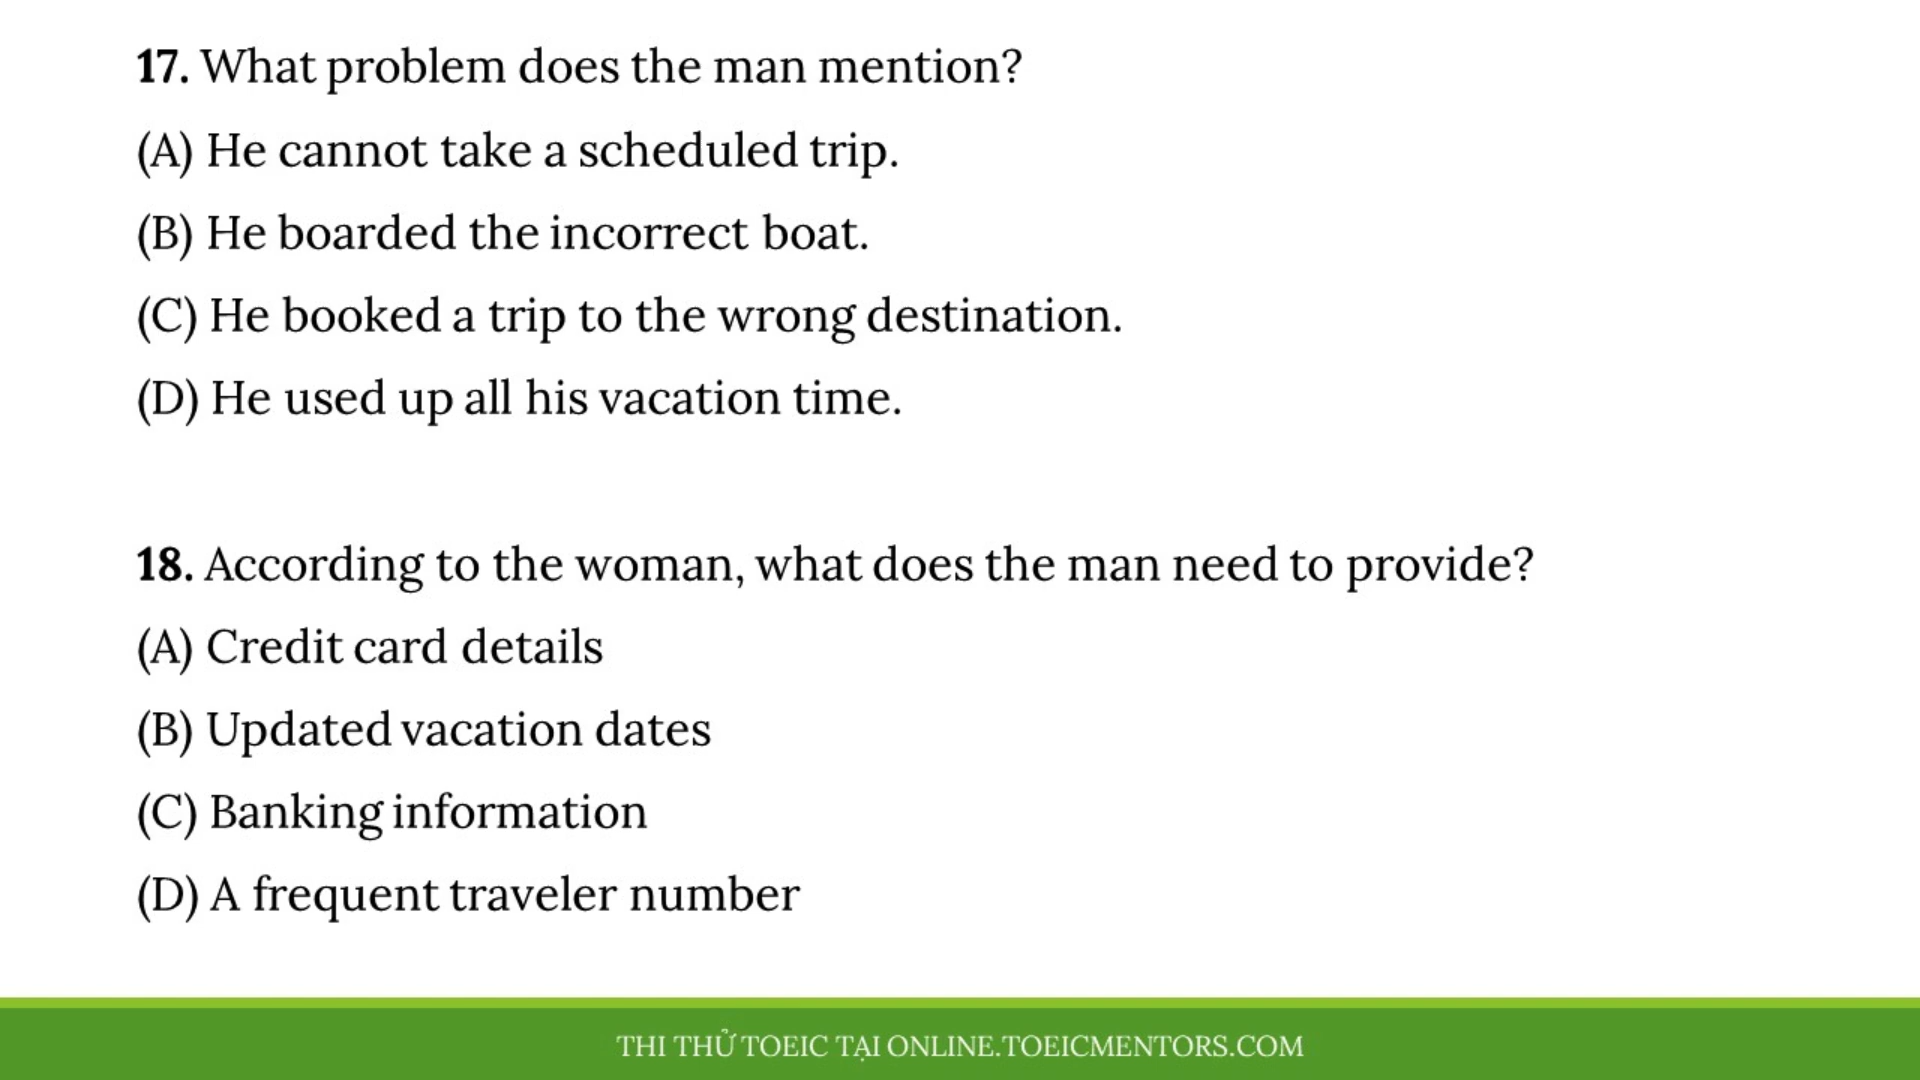 17. What problem does the man mention?
(A) He cannot take a scheduled trip.
(B) He boarded the incorrect boat.
(C) He booked a trip to the wrong destination.
(D) He used up all his vacation time.
18. According to the woman, what does the man need to provide?
(A) Credit card details
(B) Updated vacation dates
(C) Banking information
(D) A frequent traveler number
THI THỬ TOEIC TẠI ONLINE.TOEICMENTORS.COM